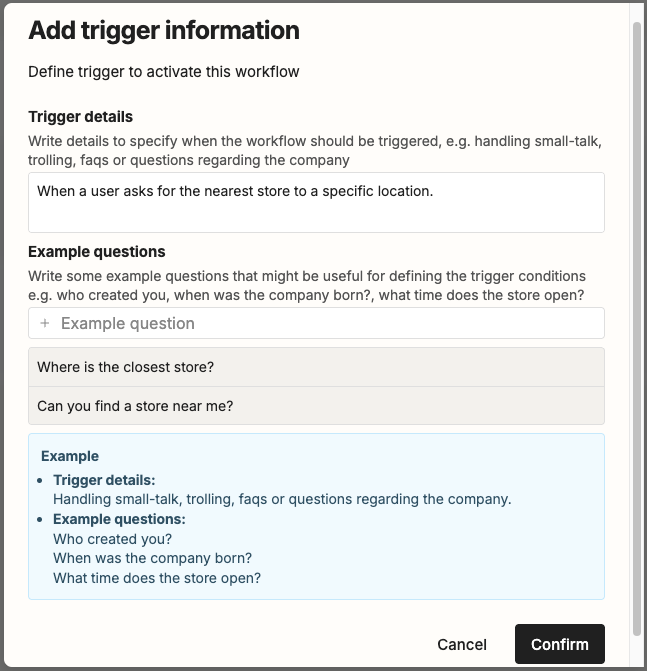 Add trigger information
Define trigger to activate this workflow
Trigger details
Write details to specify when the workflow should be triggered, e.g. handling small-talk,
trolling, faqs or questions regarding the company
When a user asks for the nearest store to a specific location.
Example questions
Write some example questions that might be useful for defining the trigger conditions
e.g. who created you, when was the company born?, what time does the store open?
+ Example question
Where is the closest store?
Can you find a store near me?
Example
• Trigger details:
Handling small-talk, trolling, faqs or questions regarding the company.
• Example questions:
Who created you?
When was the company born?
What time does the store open?
Cancel
Confirm